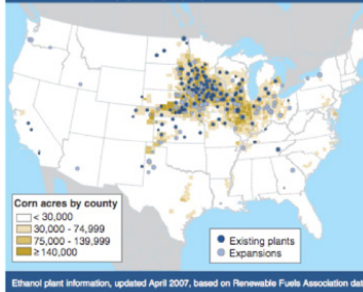 Corn acres by county
< 30,000
30,000 - 74,999
75,000 - 139,999
≥ 140,000
Existing plants
Expansions
Ethanol plant information, updated April 2007, based on Renewable Fuels Association